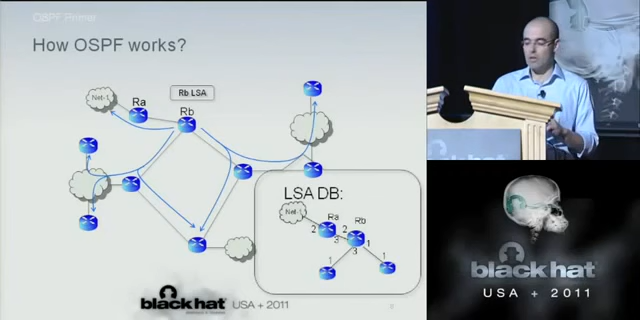 OSPF Primer
How OSPF works?
Rb LSA
Net-1
Ra
Rb
LSA DB:
Net-1
Ra
Rb
2
2
3
3
1
1
1
black hat
USA + 2011
black hat
USA + 2011